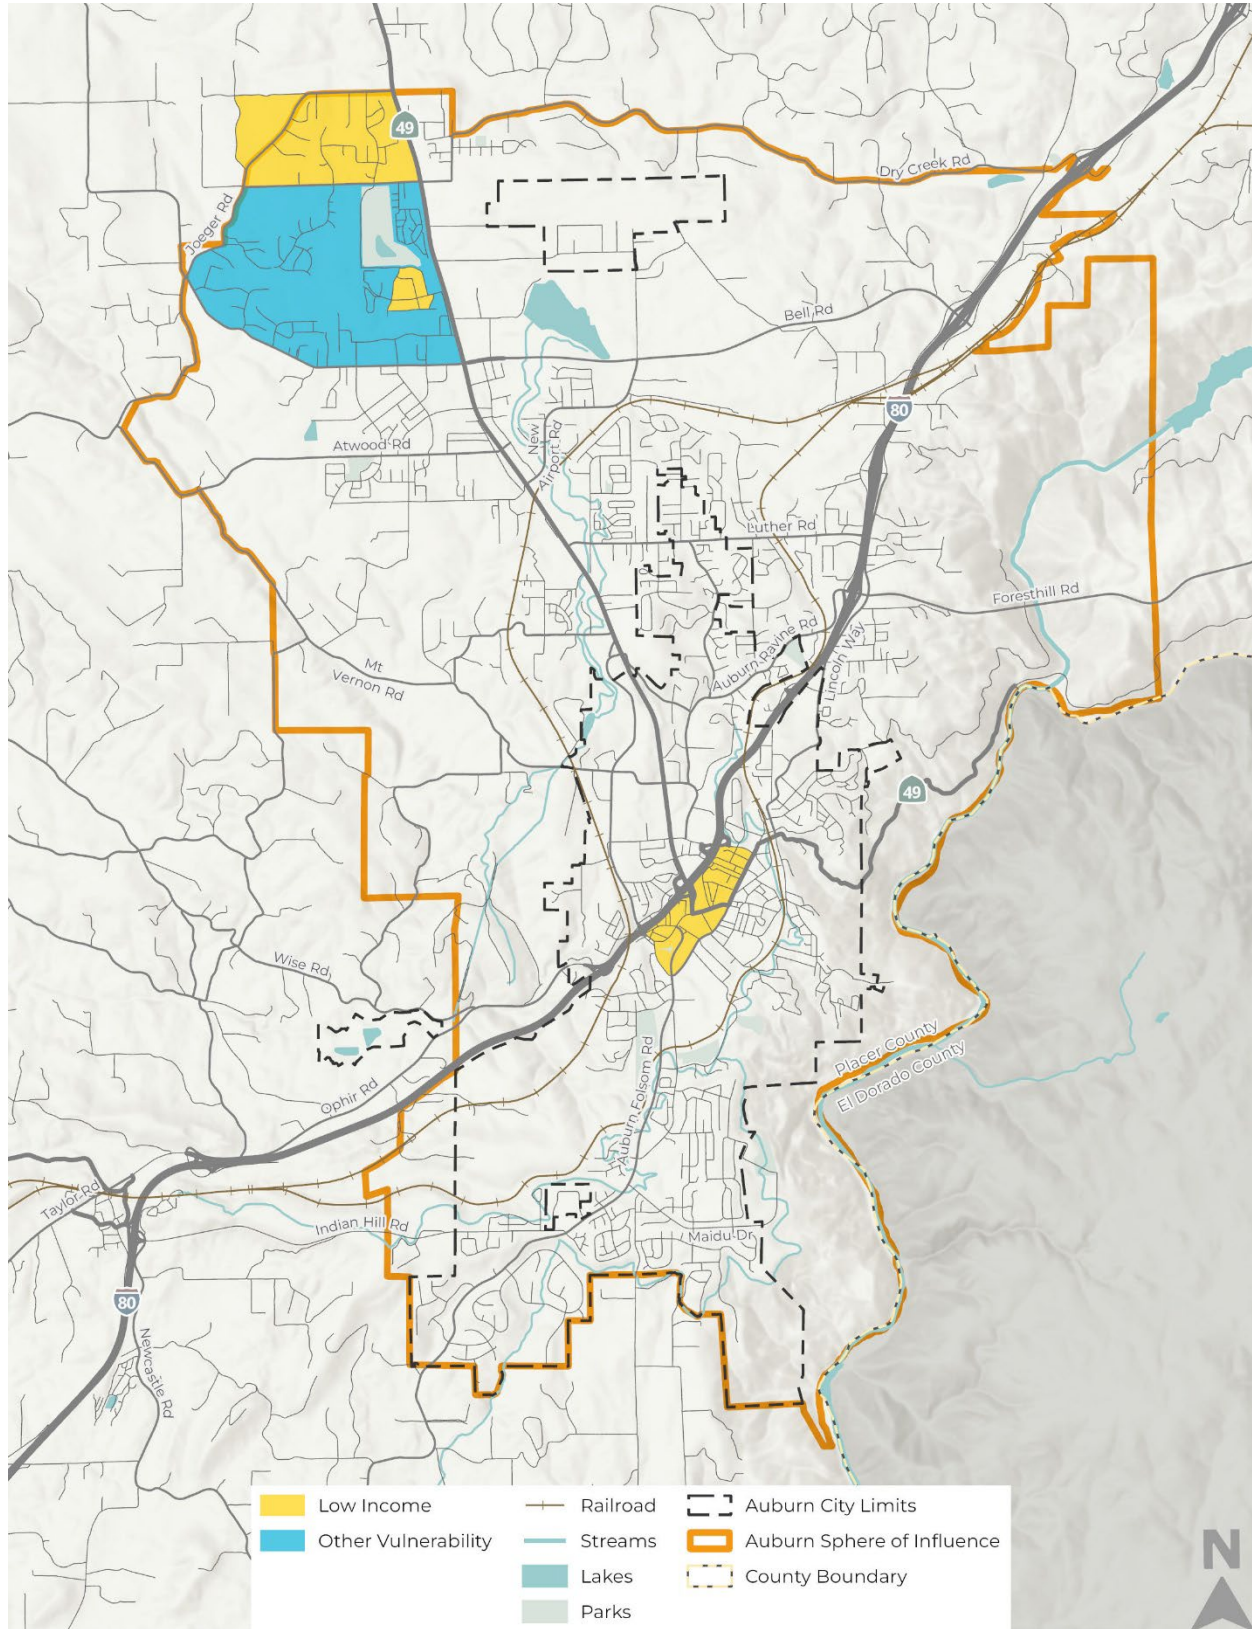 49
Dry Creek Rd
Joeger Rd
Bell Rd
80
New
Airport Rd
Atwood Rd
Luther Rd
Foresthill Rd
Auburn Ravine Rd
Lincoln Way
Mt
Vernon Rd
49
Wise Rd
Placer County
El Dorado County
Ophir Rd
Auburn Folsom Rd
Taylor Rd
Indian Hill Rd
Maidu Dr
80
Newcastle Rd
Low Income
Other Vulnerability
Railroad
Streams
Lakes
Parks
Auburn City Limits
Auburn Sphere of Influence
County Boundary
N